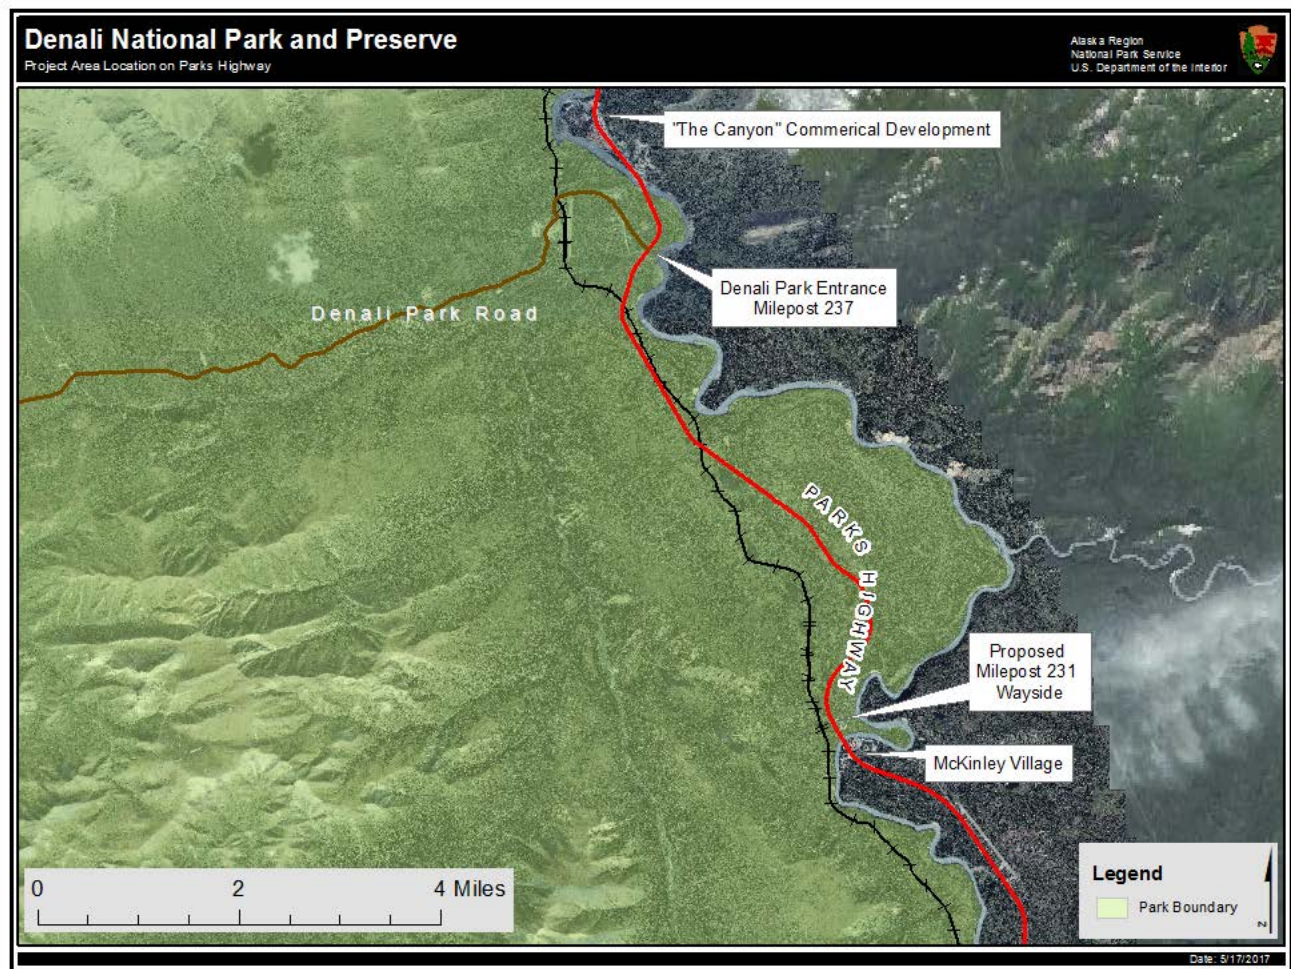 Denali National Park and Preserve
Project Area Location on Parks Highway
Alaska Region
National Park Service
U.S. Department of the Interior
"The Canyon" Commerical Development
Denali Park Entrance
Milepost 237
Denali Park Road
PARKS HIGHWAY
Proposed
Milepost 231
Wayside
McKinley Village
0 2 4 Miles
Legend
Park Boundary
N
Date: 5/17/2017